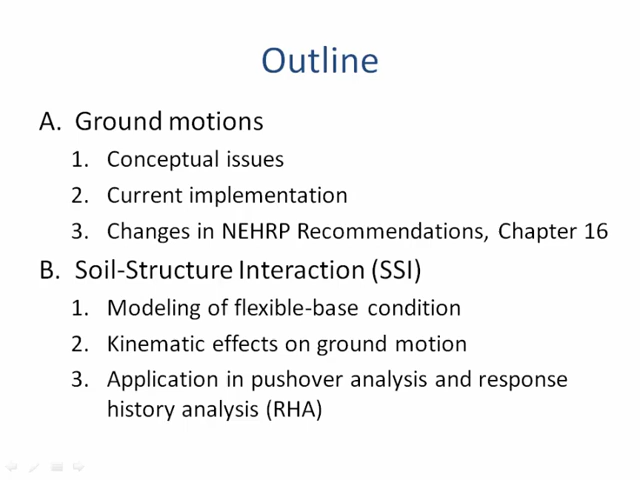 Outline
A. Ground motions
1. Conceptual issues
2. Current implementation
3. Changes in NEHRP Recommendations, Chapter 16
B. Soil-Structure Interaction (SSI)
1. Modeling of flexible-base condition
2. Kinematic effects on ground motion
3. Application in pushover analysis and response
history analysis (RHA)